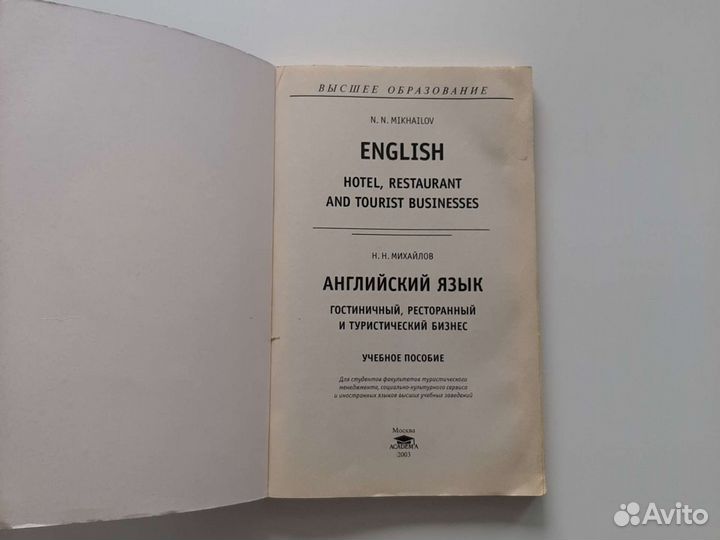 ВЫСШЕЕ ОБРАЗОВАНИЕ
N. N. MIKHAILOV
ENGLISH
HOTEL, RESTAURANT
AND TOURIST BUSINESSES
Н. Н. МИХАЙЛОВ
АНГЛИЙСКИЙ ЯЗЫК
ГОСТИНИЧНЫЙ, РЕСТОРАННЫЙ
И ТУРИСТИЧЕСКИЙ БИЗНЕС
УЧЕБНОЕ ПОСОБИЕ
Для студентов факультетов туристического
менеджмента, социально-культурного сервиса
и иностранных языков высших учебных заведений
Москва
ACADEMA
2003
Avito